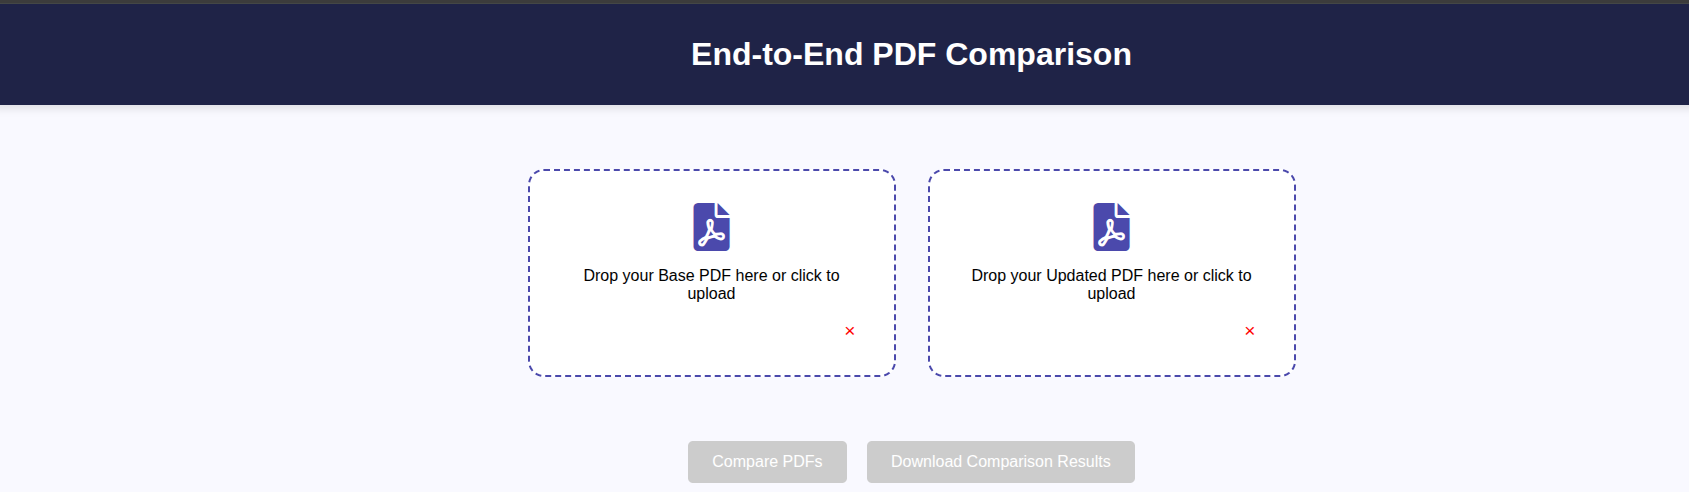 End-to-End PDF Comparison
Drop your Base PDF here or click to
upload
×
Drop your Updated PDF here or click to
upload
×
Compare PDFs
Download Comparison Results